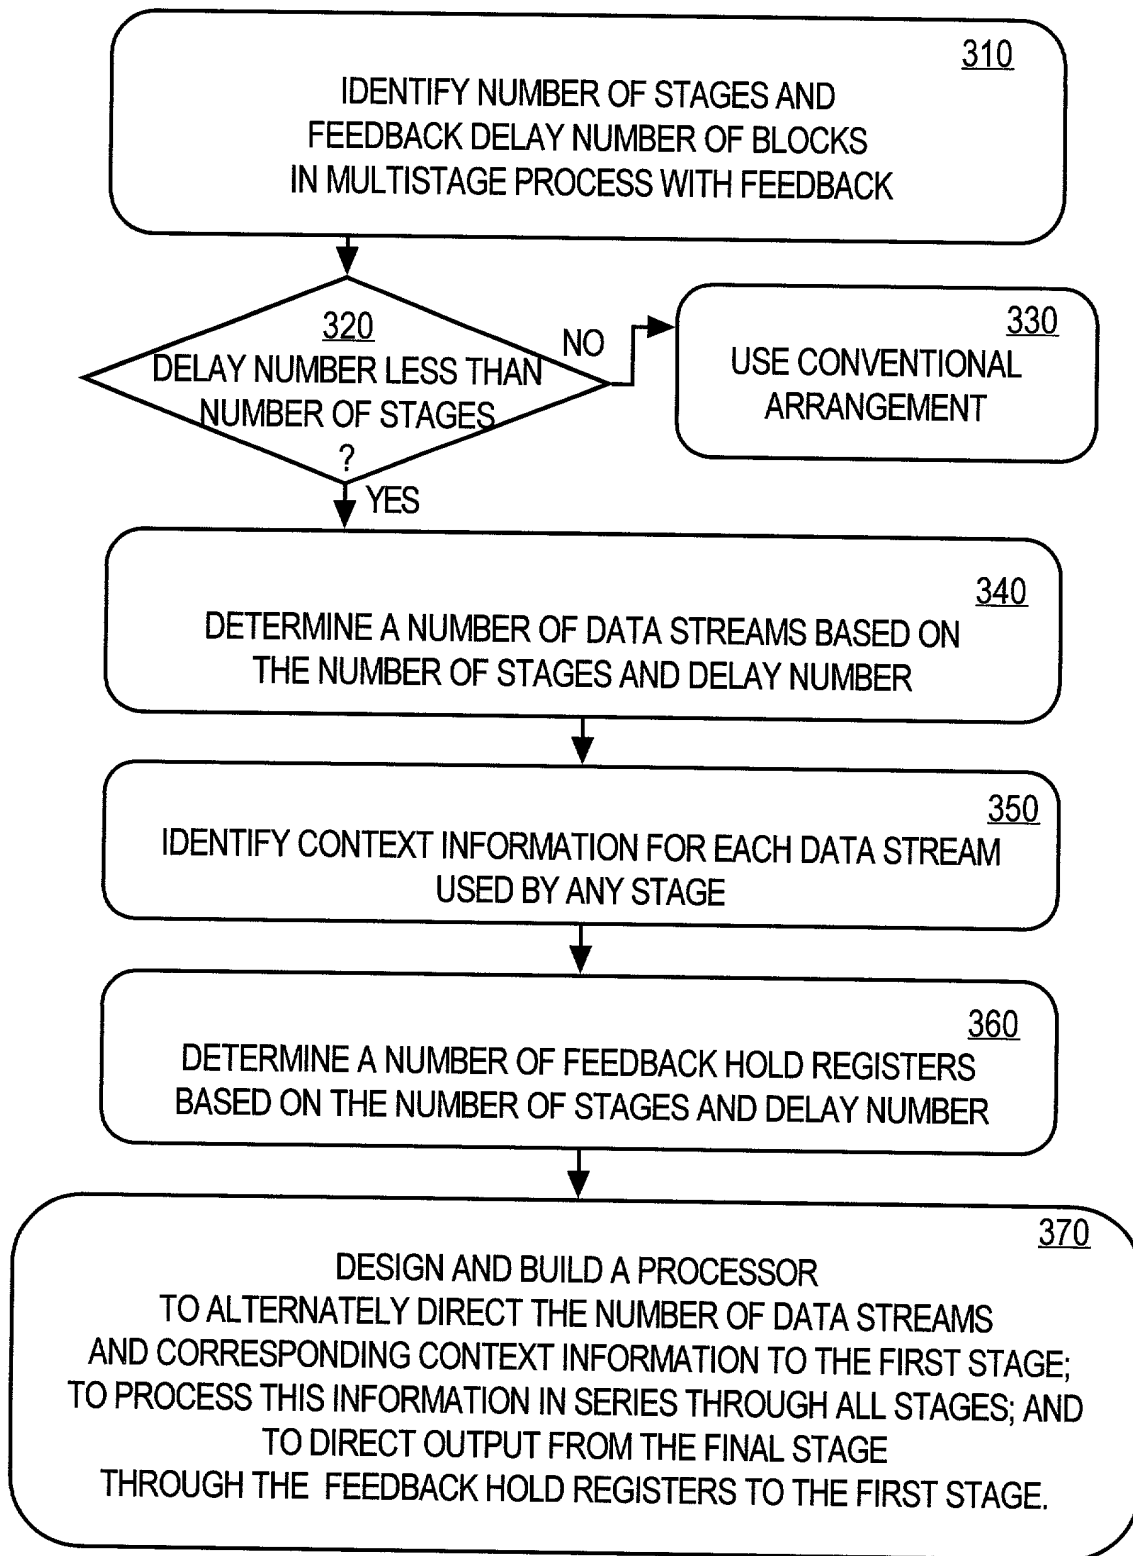 310
IDENTIFY NUMBER OF STAGES AND
FEEDBACK DELAY NUMBER OF BLOCKS
IN MULTISTAGE PROCESS WITH FEEDBACK
320
DELAY NUMBER LESS THAN
NUMBER OF STAGES
?
NO
330
USE CONVENTIONAL
ARRANGEMENT
YES
340
DETERMINE A NUMBER OF DATA STREAMS BASED ON
THE NUMBER OF STAGES AND DELAY NUMBER
350
IDENTIFY CONTEXT INFORMATION FOR EACH DATA STREAM
USED BY ANY STAGE
360
DETERMINE A NUMBER OF FEEDBACK HOLD REGISTERS
BASED ON THE NUMBER OF STAGES AND DELAY NUMBER
370
DESIGN AND BUILD A PROCESSOR
TO ALTERNATELY DIRECT THE NUMBER OF DATA STREAMS
AND CORRESPONDING CONTEXT INFORMATION TO THE FIRST STAGE;
TO PROCESS THIS INFORMATION IN SERIES THROUGH ALL STAGES; AND
TO DIRECT OUTPUT FROM THE FINAL STAGE
THROUGH THE FEEDBACK HOLD REGISTERS TO THE FIRST STAGE.